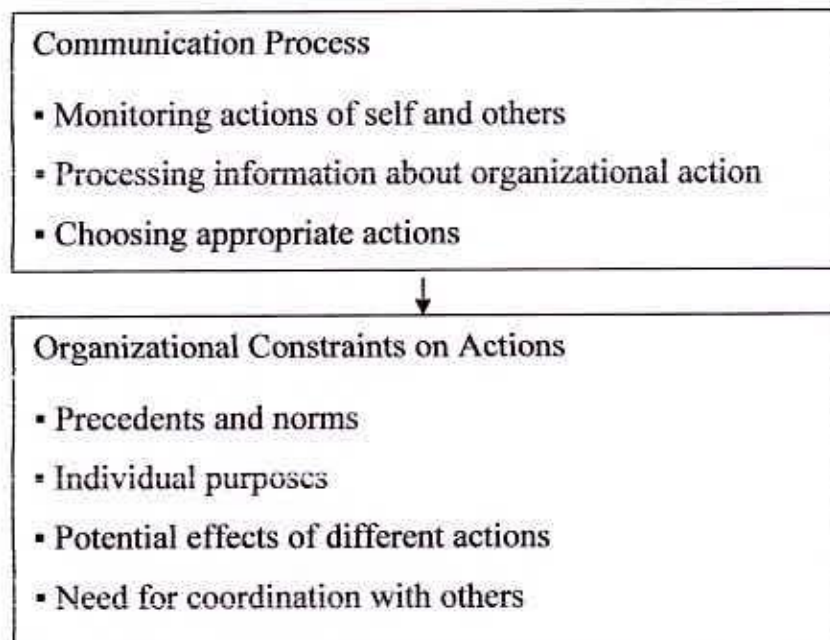 Communication Process
▪ Monitoring actions of self and others
▪ Processing information about organizational action
▪ Choosing appropriate actions
Organizational Constraints on Actions
▪ Precedents and norms
▪ Individual purposes
▪ Potential effects of different actions
▪ Need for coordination with others